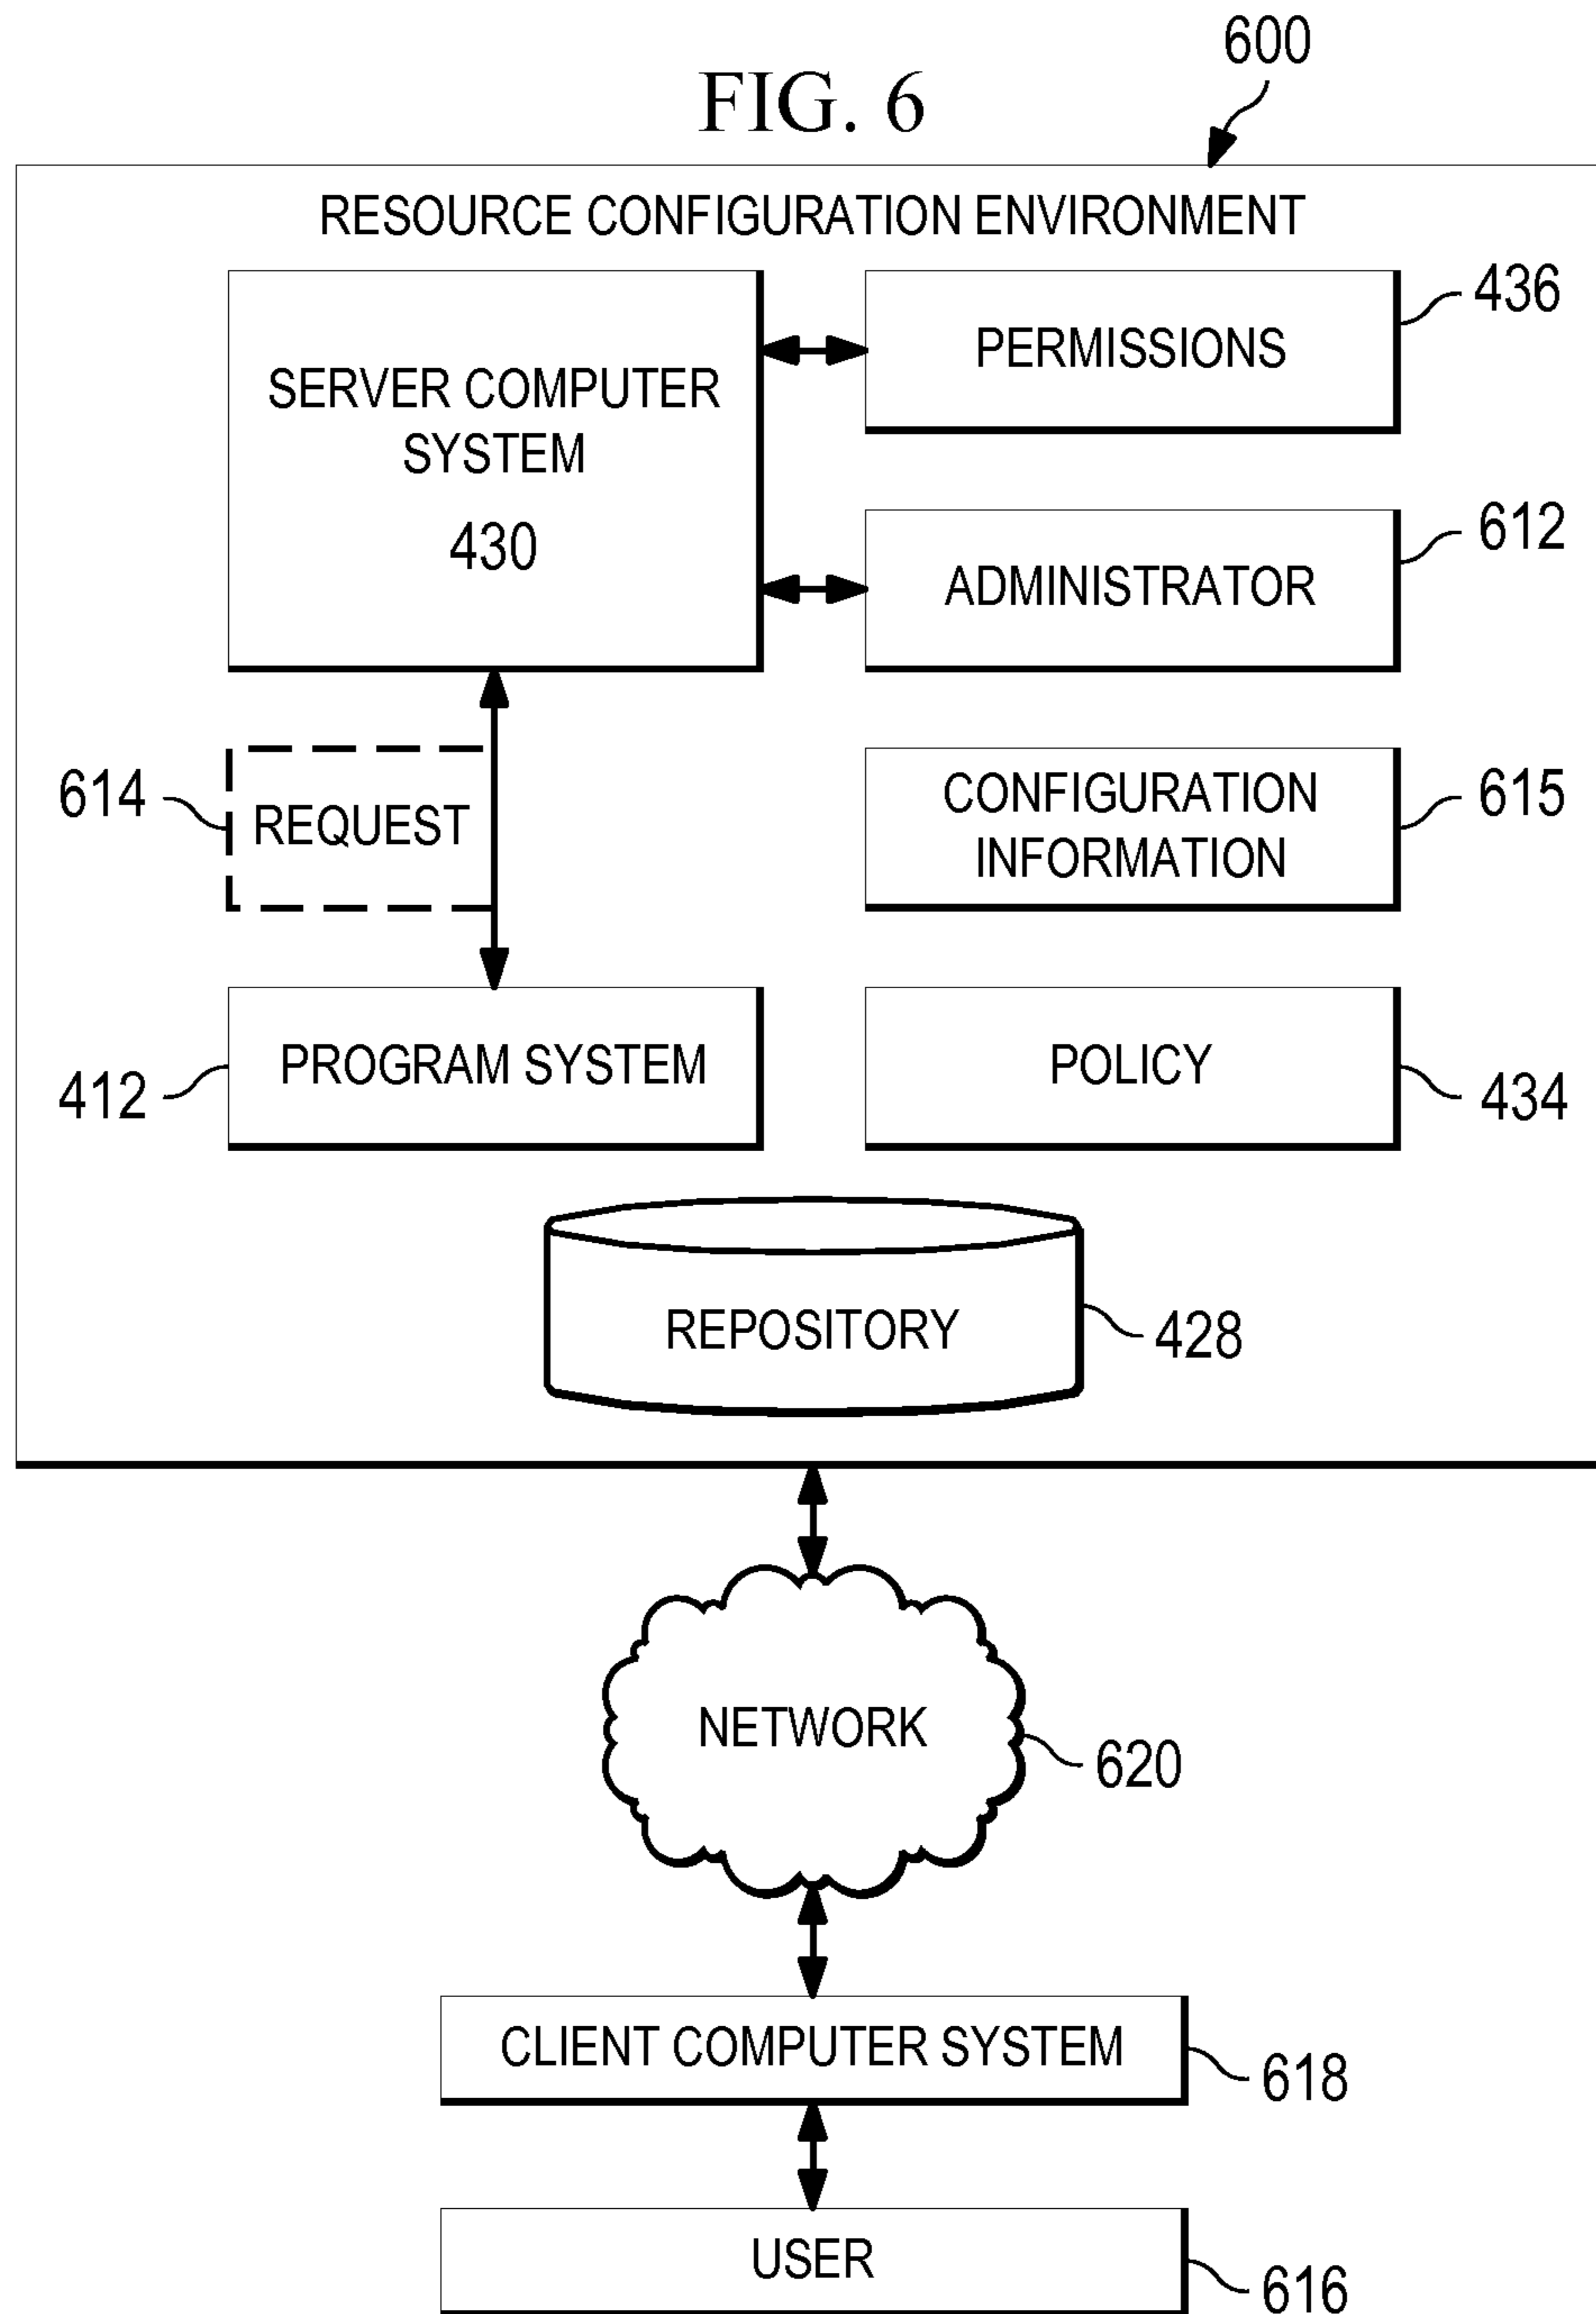 600
FIG. 6
RESOURCE CONFIGURATION ENVIRONMENT
SERVER COMPUTER
SYSTEM
430
PERMISSIONS
436
ADMINISTRATOR
612
614
REQUEST
CONFIGURATION
INFORMATION
615
412
PROGRAM SYSTEM
POLICY
434
REPOSITORY
428
NETWORK
620
CLIENT COMPUTER SYSTEM
618
USER
616